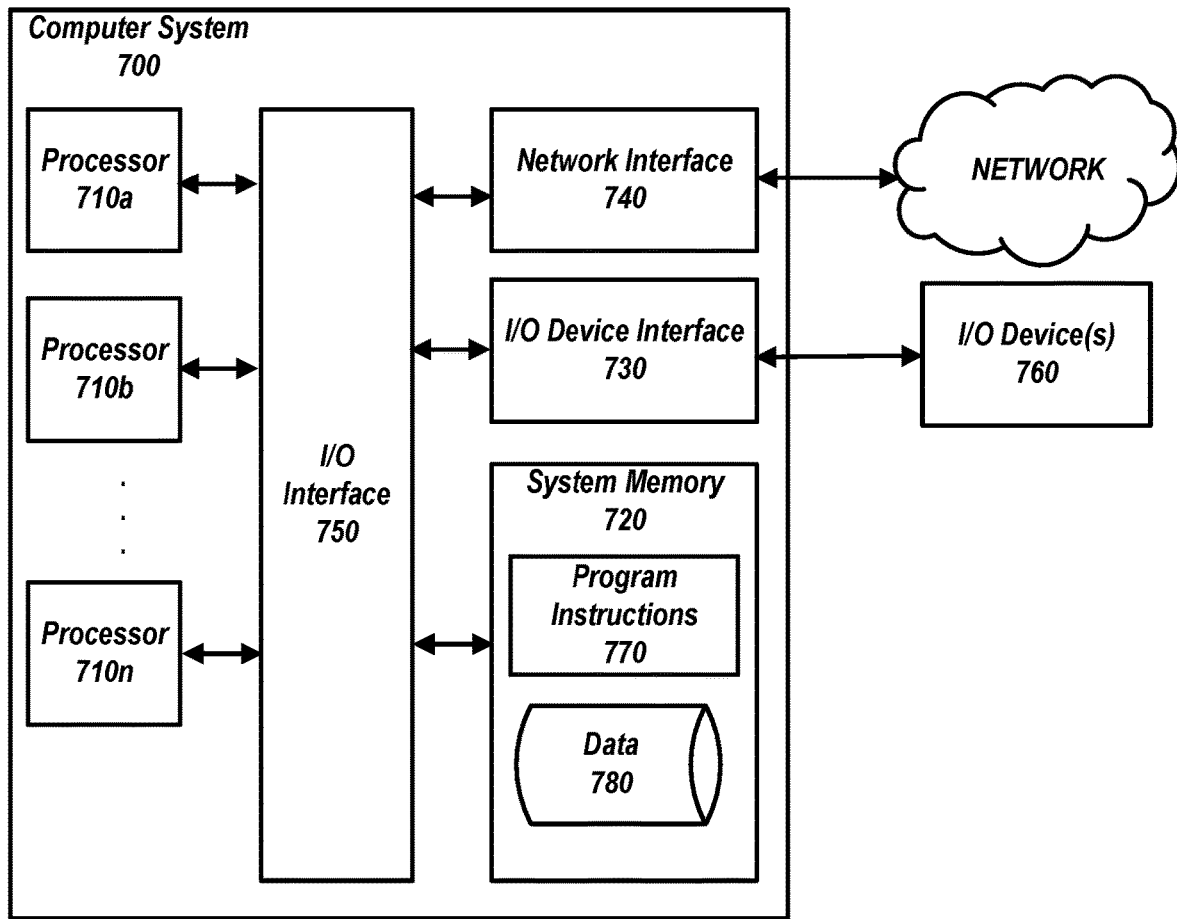 Computer System
700
Processor
710a
Processor
710b
.
.
.
Processor
710n
I/O
Interface
750
Network Interface
740
I/O Device Interface
730
System Memory
720
Program
Instructions
770
Data
780
NETWORK
I/O Device(s)
760